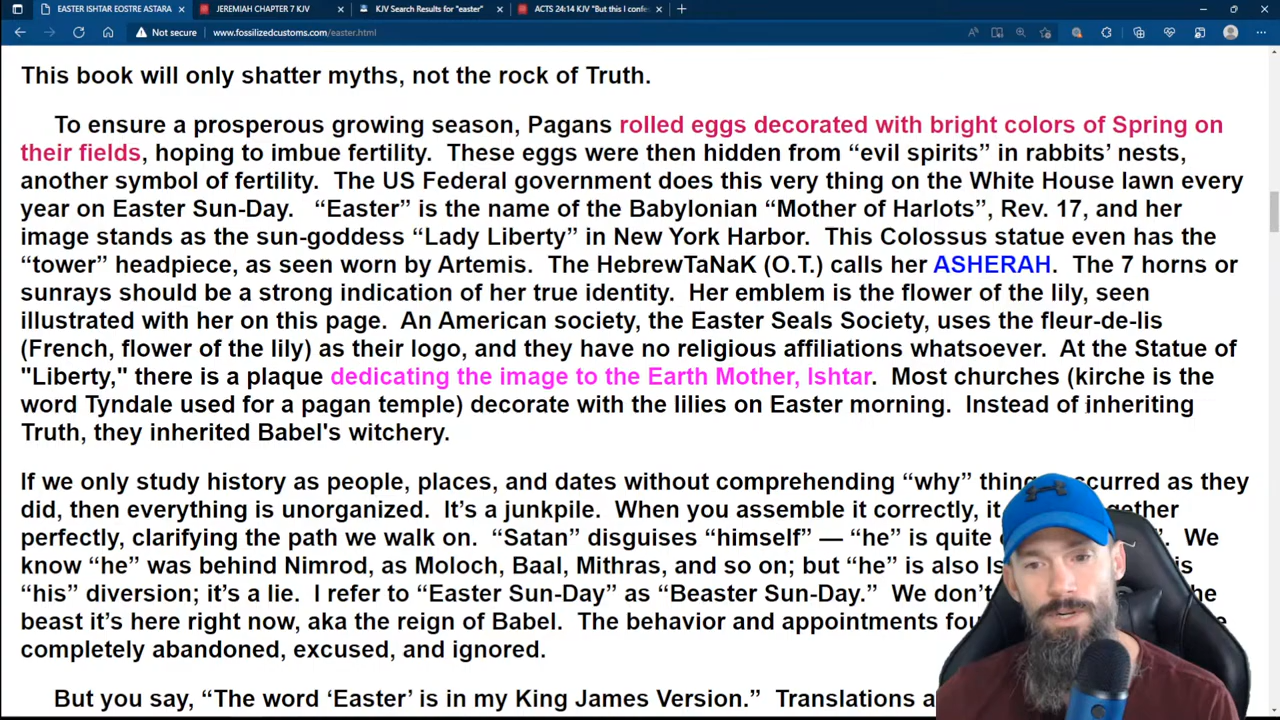 EASTER ISHTAR EOSTRE ASTARA
JEREMIAH CHAPTER 7 KJV
KJV Search Results for "easter"
ACTS 24:14 KJV "But this I confe
Not secure
www.fossilizedcustoms.com/easter.html
This book will only shatter myths, not the rock of Truth.
To ensure a prosperous growing season, Pagans rolled eggs decorated with bright colors of Spring on
their fields, hoping to imbue fertility. These eggs were then hidden from “evil spirits” in rabbits’ nests,
another symbol of fertility. The US Federal government does this very thing on the White House lawn every
year on Easter Sun-Day. “Easter” is the name of the Babylonian “Mother of Harlots”, Rev. 17, and her
image stands as the sun-goddess “Lady Liberty” in New York Harbor. This Colossus statue even has the
“tower” headpiece, as seen worn by Artemis. The HebrewTaNaK (O.T.) calls her ASHERAH. The 7 horns or
sunrays should be a strong indication of her true identity. Her emblem is the flower of the lily, seen
illustrated with her on this page. An American society, the Easter Seals Society, uses the fleur-de-lis
(French, flower of the lily) as their logo, and they have no religious affiliations whatsoever. At the Statue of
"Liberty," there is a plaque dedicating the image to the Earth Mother, Ishtar. Most churches (kirche is the
word Tyndale used for a pagan temple) decorate with the lilies on Easter morning. Instead of inheriting
Truth, they inherited Babel's witchery.
If we only study history as people, places, and dates without comprehending “why” occurred as they
did, then everything is unorganized. It’s a junkpile. When you assemble it correctly, it
perfectly, clarifying the path we walk on. “Satan” disguises “himself” — “he” is quite We
know “he” was behind Nimrod, as Moloch, Baal, Mithras, and so on; but “he” is also is
“his” diversion; it’s a lie. I refer to “Easter Sun-Day” as “Beaster Sun-Day.” We don’t
beast it’s here right now, aka the reign of Babel. The behavior and appointments
completely abandoned, excused, and ignored.
But you say, “The word ‘Easter’ is in my King James Version.” Translations